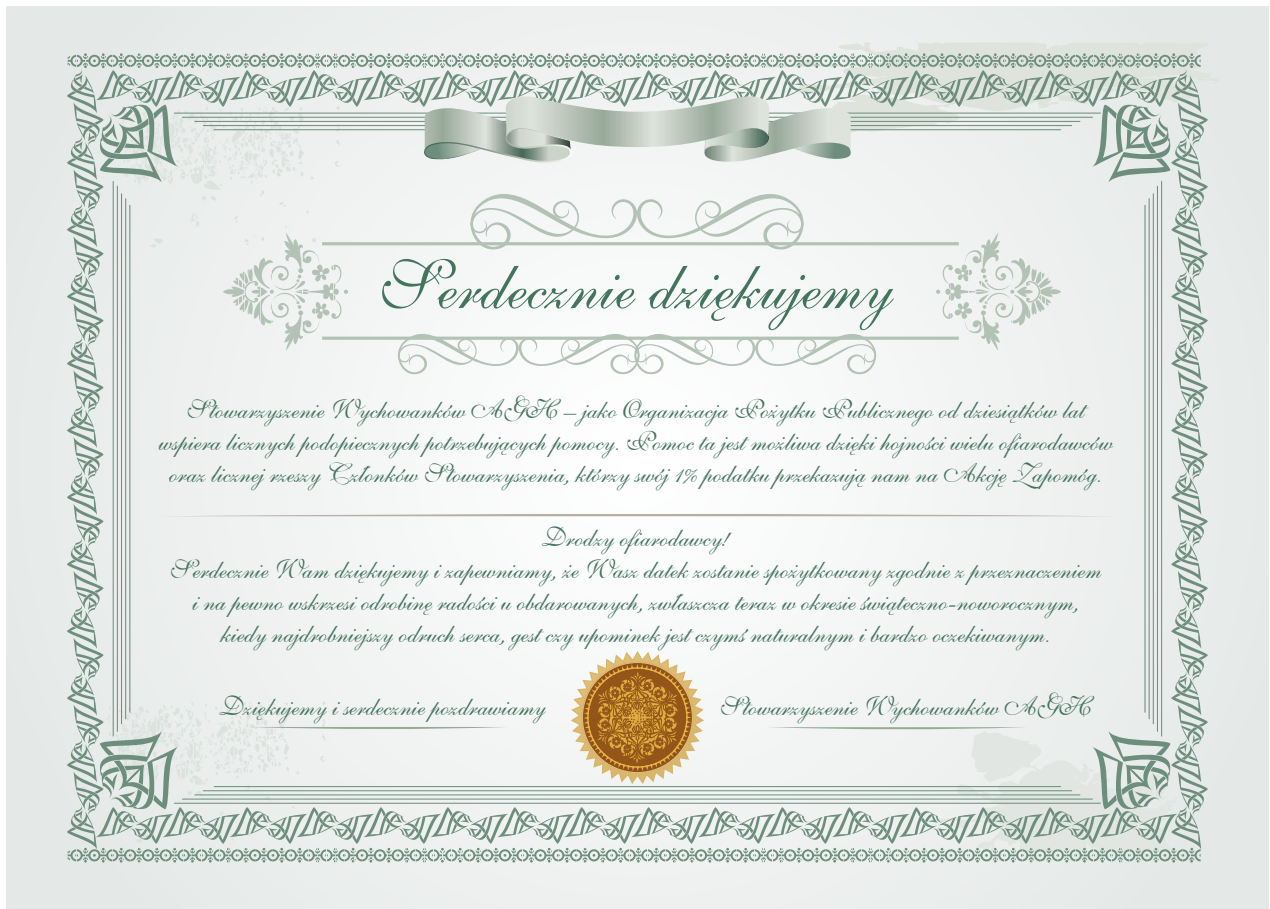 Serdecznie dziękujemy
Stowarzyszenie Wychowanków AGH – jako Organizacja Pożytku Publicznego od dziesiątków lat
wspiera licznych podopiecznych potrzebujących pomocy. Pomoc ta jest możliwa dzięki hojności wielu ofiarodawców
oraz licznej rzeszy Członków Stowarzyszenia, którzy swój 1% podatku przekazują nam na Akcję Zapomóg.
Drodzy ofiarodawcy!
Serdecznie Wam dziękujemy i zapewniamy, że Wasz datek zostanie spożytkowany zgodnie z przeznaczeniem
i na pewno wskrzesi odrobinę radości u obdarowanych, zwłaszcza teraz w okresie świąteczno-noworocznym,
kiedy najdrobniejszy odruch serca, gest czy upominek jest czymś naturalnym i bardzo oczekiwanym.
Dziękujemy i serdecznie pozdrawiamy
Stowarzyszenie Wychowanków AGH